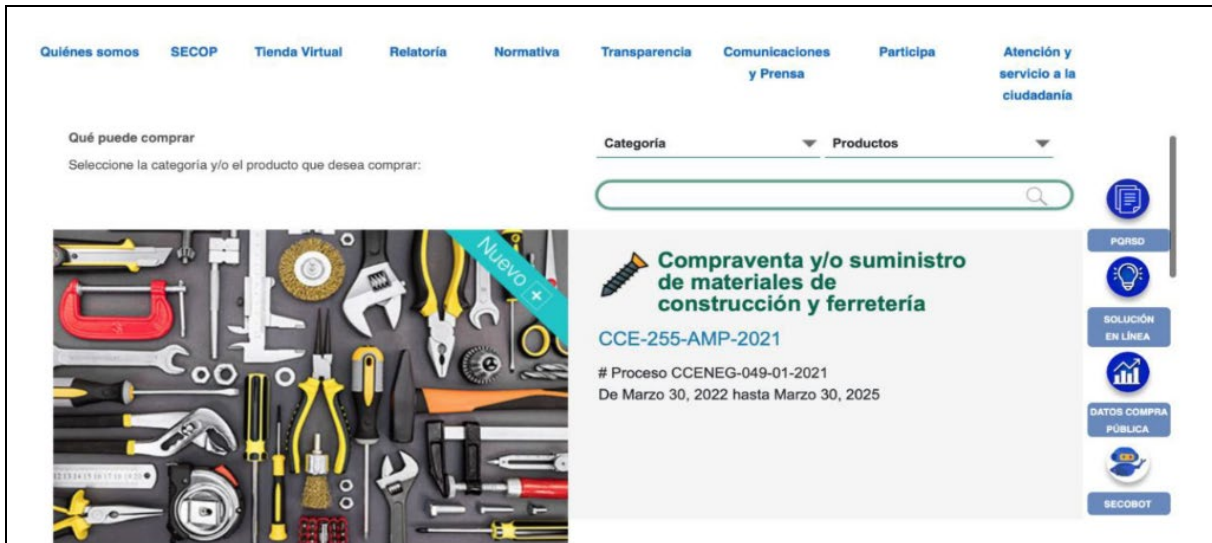 Quiénes somos SECOP Tienda Virtual Relatoría Normativa Transparencia Comunicaciones y Prensa Participa Atención y servicio a la ciudadanía
Qué puede comprar
Seleccione la categoría y/o el producto que desea comprar:
Categoría Productos
Nuevo +
Compraventa y/o suministro
de materiales de
construcción y ferretería
CCE-255-AMP-2021
# Proceso CCENEG-049-01-2021
De Marzo 30, 2022 hasta Marzo 30, 2025
PQRSD
SOLUCIÓN
EN LÍNEA
DATOS COMPRA
PÚBLICA
SECOBOT